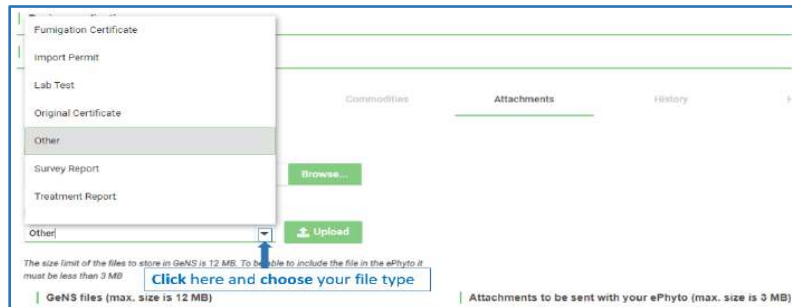 Fumigation Certificate
Import Permit
Lab Test
Original Certificate
Other
Survey Report
Treatment Report
Commodities
Attachments
History
Browse...
Other
Upload
The size limit of the files to store in GeNS is 12 MB. To be able to include the file in the ePhyto it
must be less than 3 MB
Click here and choose your file type
GeNS files (max. size is 12 MB)
Attachments to be sent with your ePhyto (max. size is 3 MB)